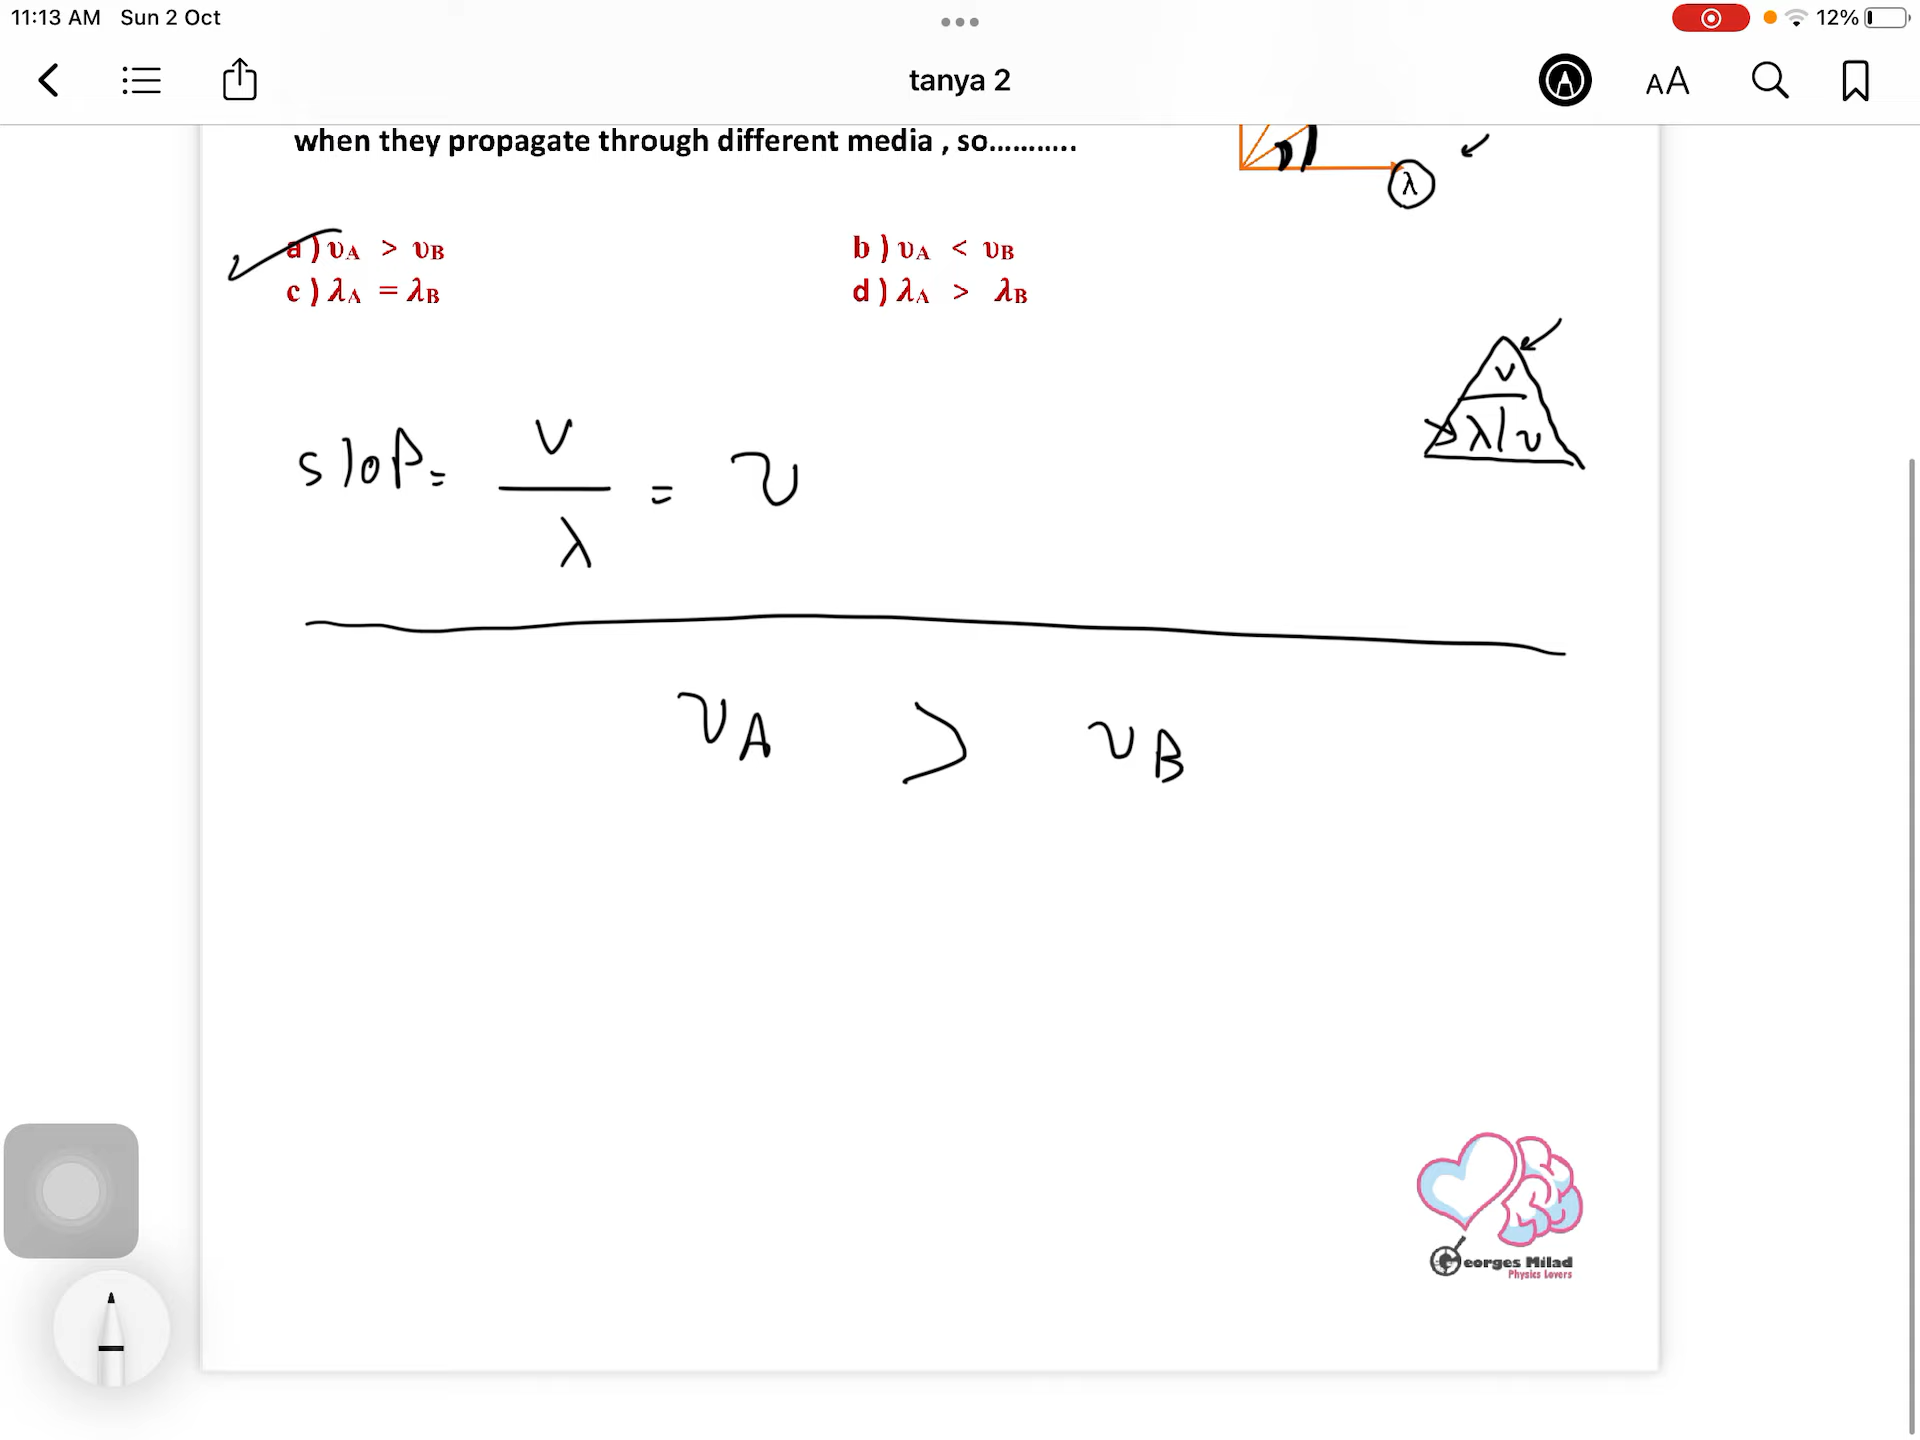 11:13 AM Sun 2 Oct
12%
tanya 2
AA
when they propagate through different media , so...........
λ
a ) υA > υB
b ) υA < υB
c ) λA = λB
d ) λA > λB
v
λ | υ
slop = v / λ = υ
υA > υB
Georges Milad
Physics Lovers